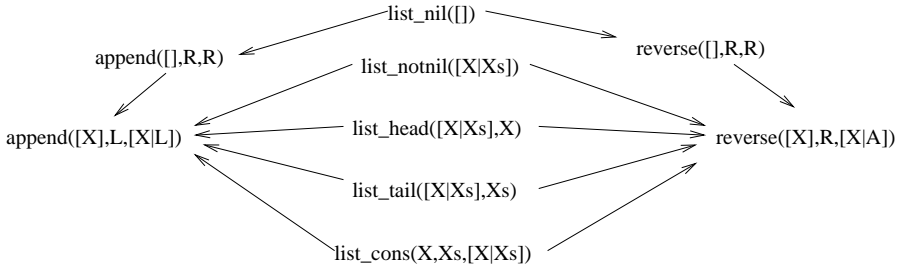 list_nil([])
append([],R,R)
reverse([],R,R)
list_notnil([X|Xs])
append([X],L,[X|L])
list_head([X|Xs],X)
reverse([X],R,[X|A])
list_tail([X|Xs],Xs)
list_cons(X,Xs,[X|Xs])